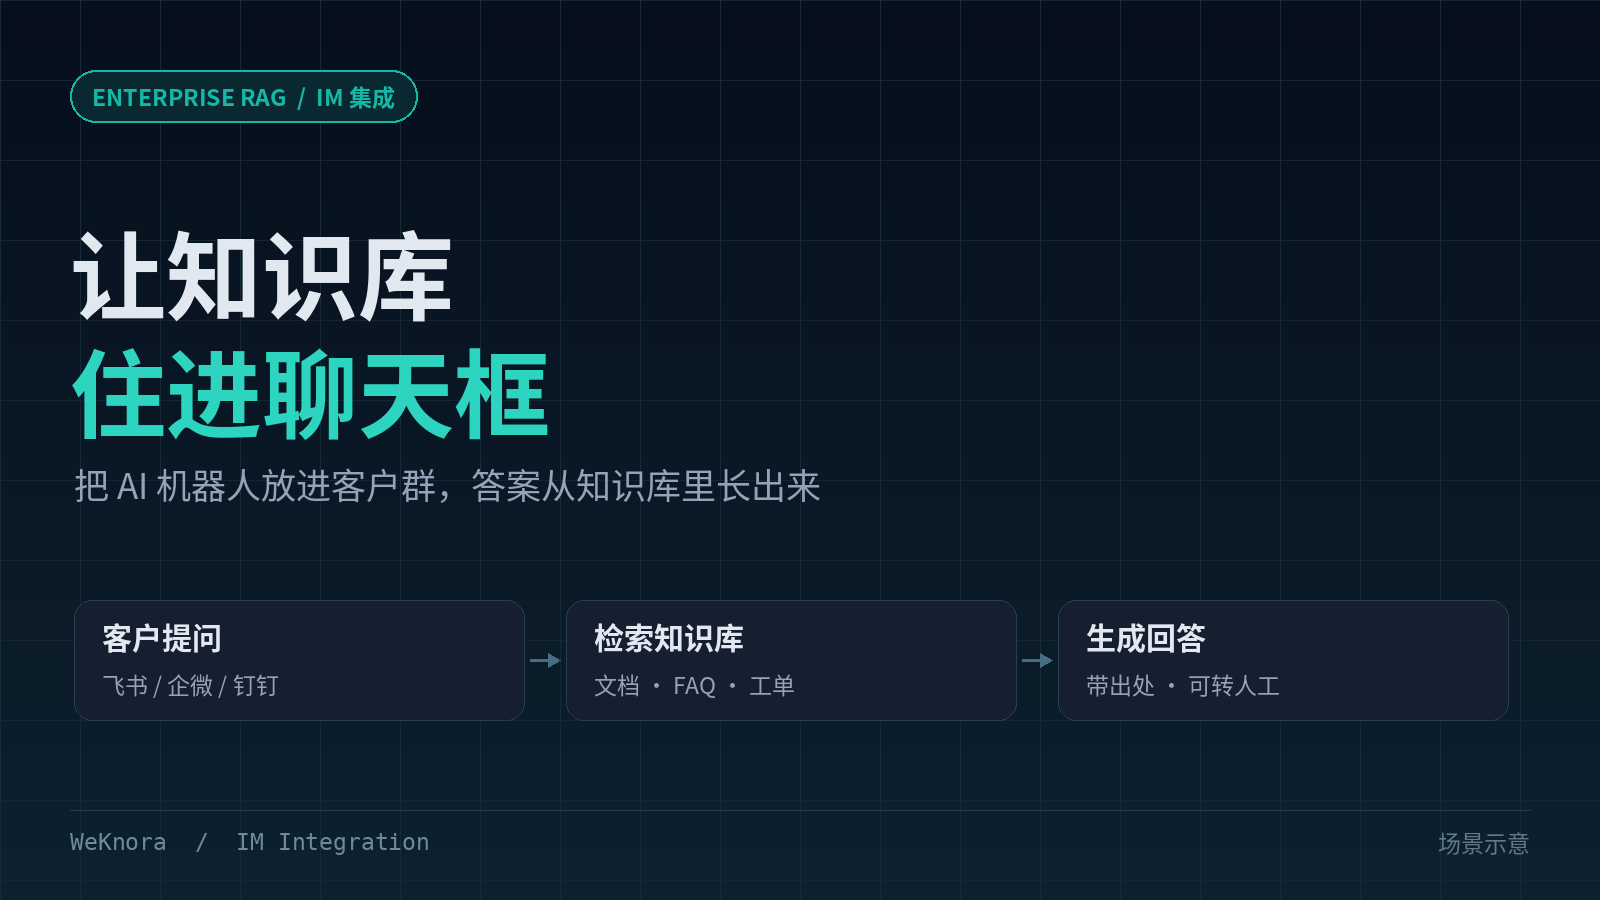 ENTERPRISE RAG / IM 集成
让知识库
住进聊天框
把 AI 机器人放进客户群，答案从知识库里长出来
客户提问
飞书 / 企微 / 钉钉
检索知识库
文档 · FAQ · 工单
生成回答
带出处 · 可转人工
WeKnora / IM Integration
场景示意